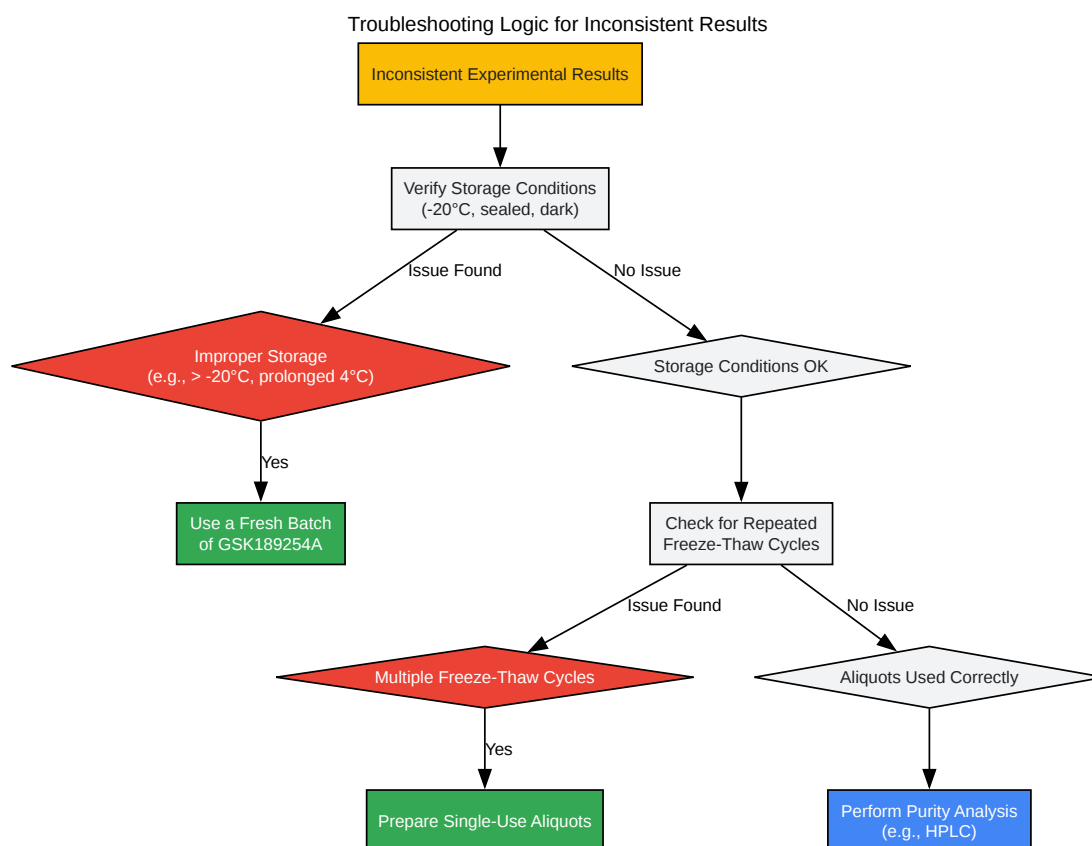 Troubleshooting Logic for Inconsistent Results
Inconsistent Experimental Results
Verify Storage Conditions
(-20°C, sealed, dark)
Issue Found
No Issue
Improper Storage
(e.g., > -20°C, prolonged 4°C)
Storage Conditions OK
Yes
Use a Fresh Batch
of GSK189254A
Check for Repeated
Freeze-Thaw Cycles
Issue Found
No Issue
Multiple Freeze-Thaw Cycles
Aliquots Used Correctly
Yes
Prepare Single-Use Aliquots
Perform Purity Analysis
(e.g., HPLC)